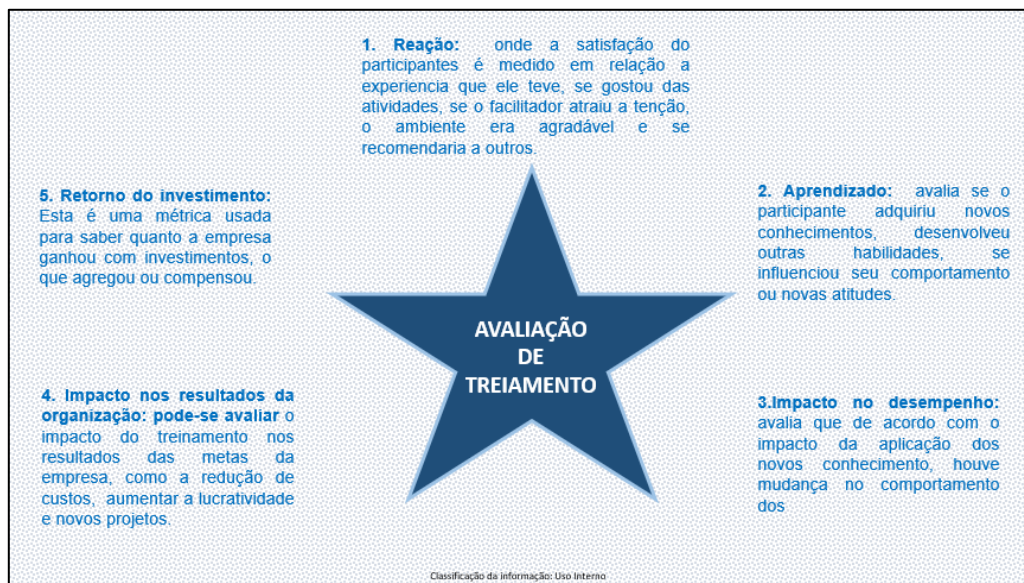 1. Reação: onde a satisfação do
participantes é medido em relação a
experiencia que ele teve, se gostou das
atividades, se o facilitador atraiu a tenção,
o ambiente era agradável e se
recomendaria a outros.
2. Aprendizado: avalia se o
participante adquiriu novos
conhecimentos, desenvolveu
outras habilidades, se
influenciou seu comportamento
ou novas atitudes.
3.Impacto no desempenho:
avalia que de acordo com o
impacto da aplicação dos
novos conhecimento, houve
mudança no comportamento
dos
4. Impacto nos resultados da
organização: pode-se avaliar o
impacto do treinamento nos
resultados das metas da
empresa, como a redução de
custos, aumentar a lucratividade
e novos projetos.
5. Retorno do investimento:
Esta é uma métrica usada
para saber quanto a empresa
ganhou com investimentos, o
que agregou ou compensou.
AVALIAÇÃO
DE
TREIAMENTO
Classificação da informação: Uso Interno